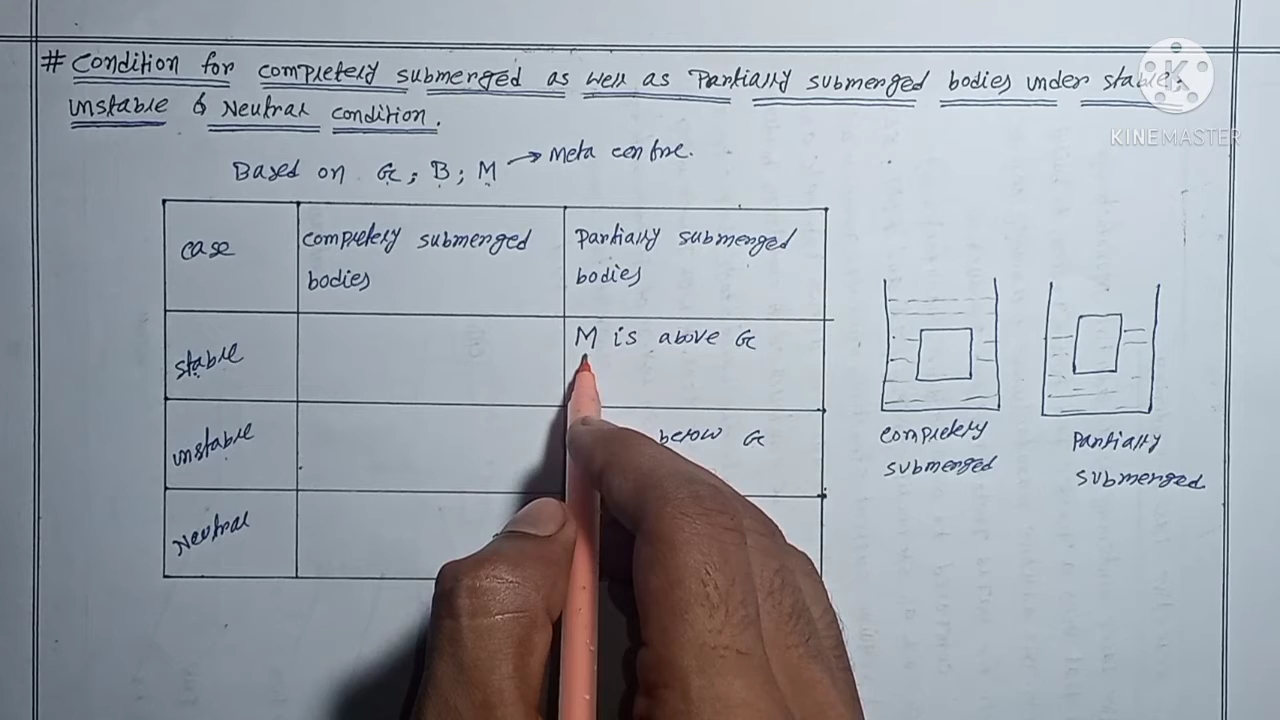 # Condition for completely submerged as well as Partially submerged bodies under stable,
unstable & Neutral condition.
Based on G ; B ; M → Meta centre.
case
completely submerged
bodies
Partially submerged
bodies
stable
M is above G
unstable
below G
Neutral
completely
submerged
Partially
submerged
KINEMASTER